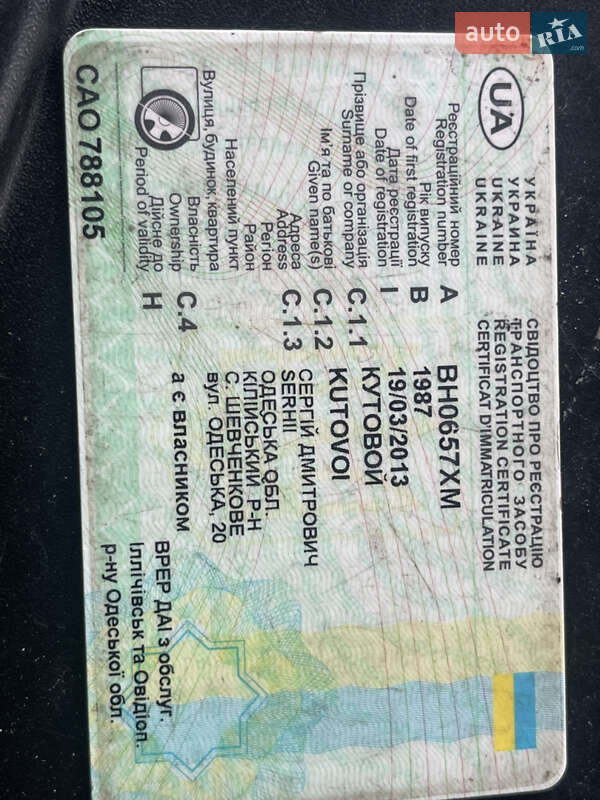 auto RIA.com
UA
УКРАЇНА
УКРАИНА
UKRAINE
UKRAINE
СВІДОЦТВО ПРО РЕЄСТРАЦІЮ
ТРАНСПОРТНОГО ЗАСОБУ
REGISTRATION CERTIFICATE
CERTIFICAT D'IMMATRICULATION
Реєстраційний номер
Registration number
A
BH0657XM
Рік випуску
Date of first registration
B
1987
Дата реєстрації
Date of registration
I
19/03/2013
Прізвище або організація
Surname or company
C.1.1
КУТОВОЙ
KUTOVOI
Ім'я та по батькові
Given name(s)
C.1.2
СЕРГІЙ ДМИТРОВИЧ
SERHII
Адреса
Address
C.1.3
Регіон
ОДЕСЬКА ОБЛ.
Район
КІЛІЙСЬКИЙ Р-Н
Населений пункт
С. ШЕВЧЕНКОВЕ
Вулиця, будинок, квартира
вул. ОДЕСЬКА, 20
Власність
Ownership
C.4
а є власником
Дійсне до
Period of validity
H
ВРЕР ДАІ з обслуг.
Іллічівськ та Овідіоп.
р-ну Одеської обл.
САО 788105